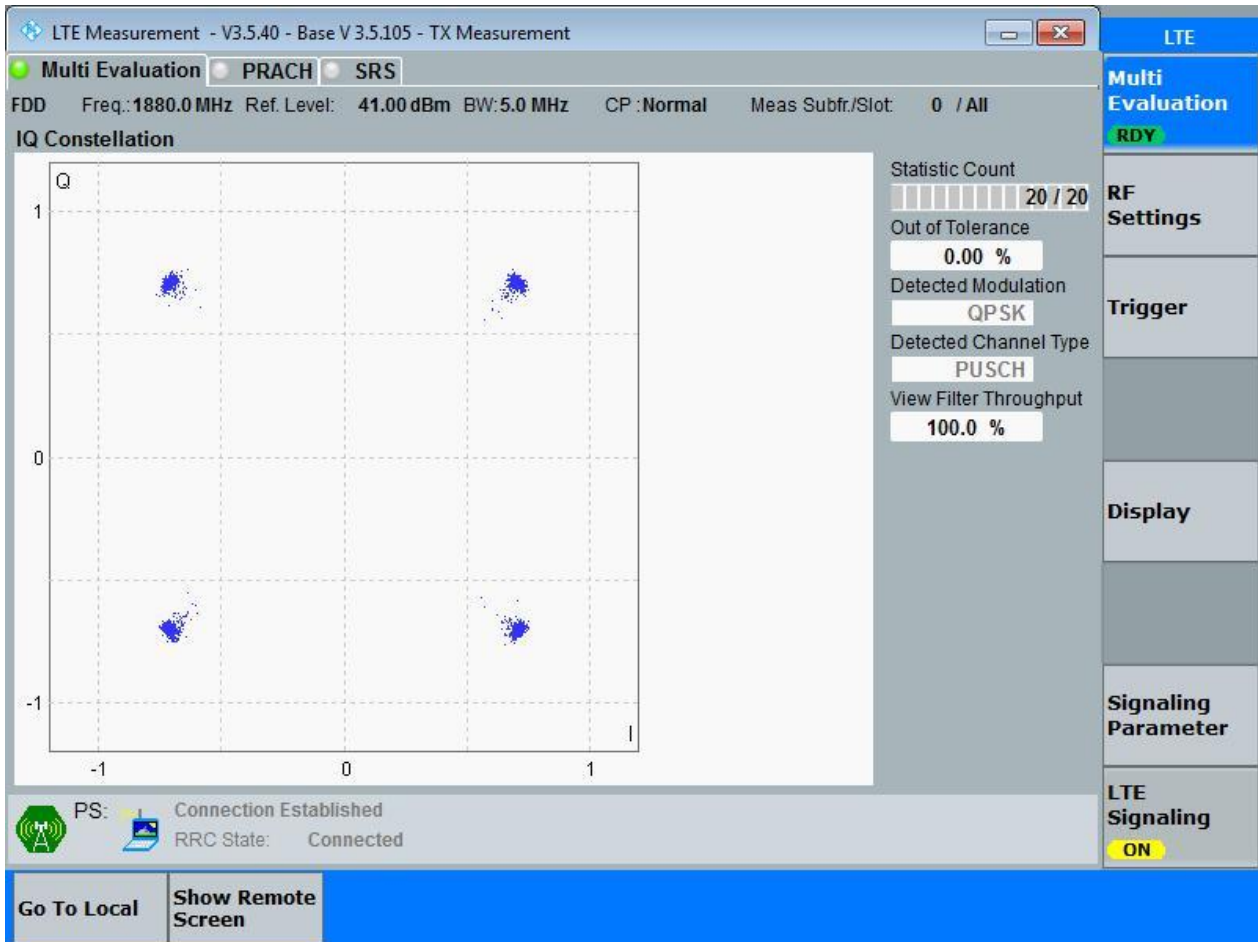 LTE Measurement - V3.5.40 - Base V 3.5.105 - TX Measurement
LTE
Multi Evaluation PRACH SRS
Multi Evaluation
RDY
FDD Freq.: 1880.0 MHz Ref. Level: 41.00 dBm BW: 5.0 MHz CP : Normal Meas Subfr./Slot: 0 / All
IQ Constellation
Q
1
0
-1
I
-1 0 1
Statistic Count
20 / 20
Out of Tolerance
0.00 %
Detected Modulation
QPSK
Detected Channel Type
PUSCH
View Filter Throughput
100.0 %
RF
Settings
Trigger
Display
Signaling
Parameter
LTE
Signaling
ON
PS: Connection Established
RRC State: Connected
Go To Local
Show Remote
Screen